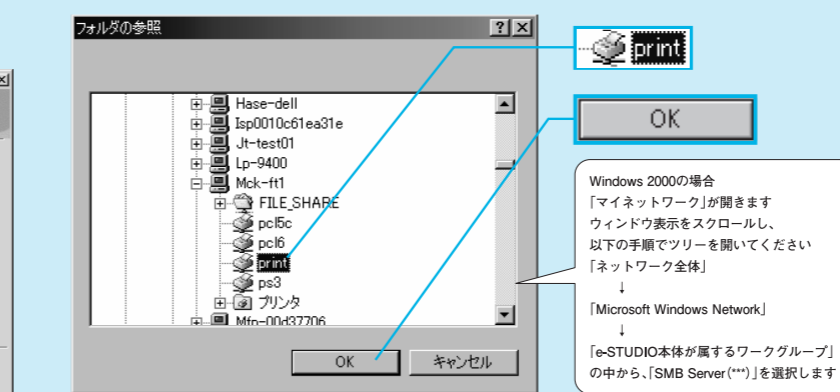 フォルダの参照
Hase-dell
Isp0010c61ea31e
Jt-test01
Lp-9400
Mck-ft1
FILE_SHARE
pcl5c
pcl6
print
ps3
プリンタ
Mfp-00d37706
OK
キャンセル
print
OK
Windows 2000の場合
「マイネットワーク」が開きます
ウィンドウ表示をスクロールし、
以下の手順でツリーを開いてください
「ネットワーク全体」
↓
「Microsoft Windows Network」
↓
「e-STUDIO本体が属するワークグループ」
の中から、「SMB Server(***)」を選択します